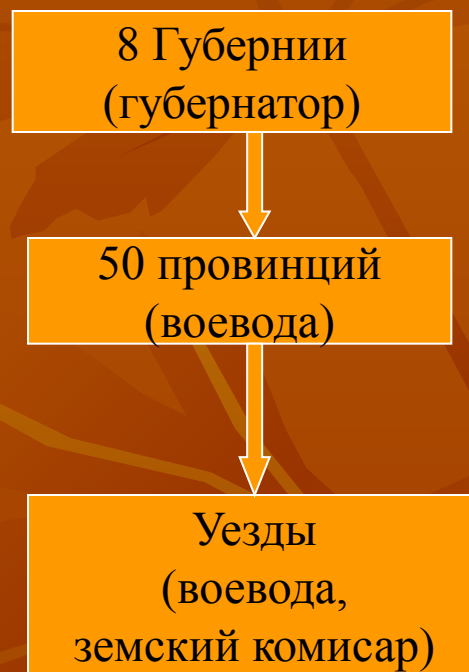 8 Губернии
(губернатор)
50 провинций
(воевода)
Уезды
(воевода,
земский комисар)